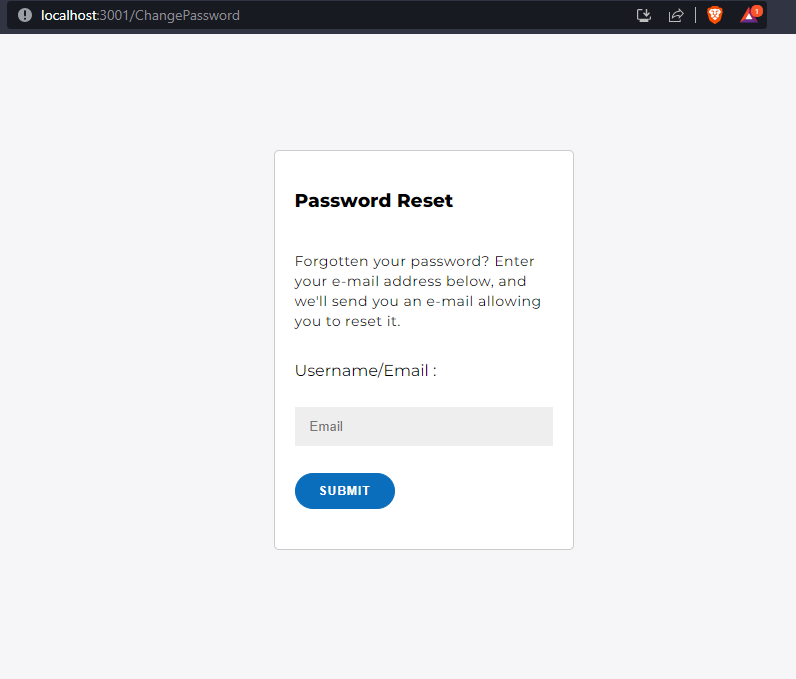 localhost:3001/ChangePassword
1
Password Reset
Forgotten your password? Enter
your e-mail address below, and
we'll send you an e-mail allowing
you to reset it.
Username/Email :
Email
SUBMIT